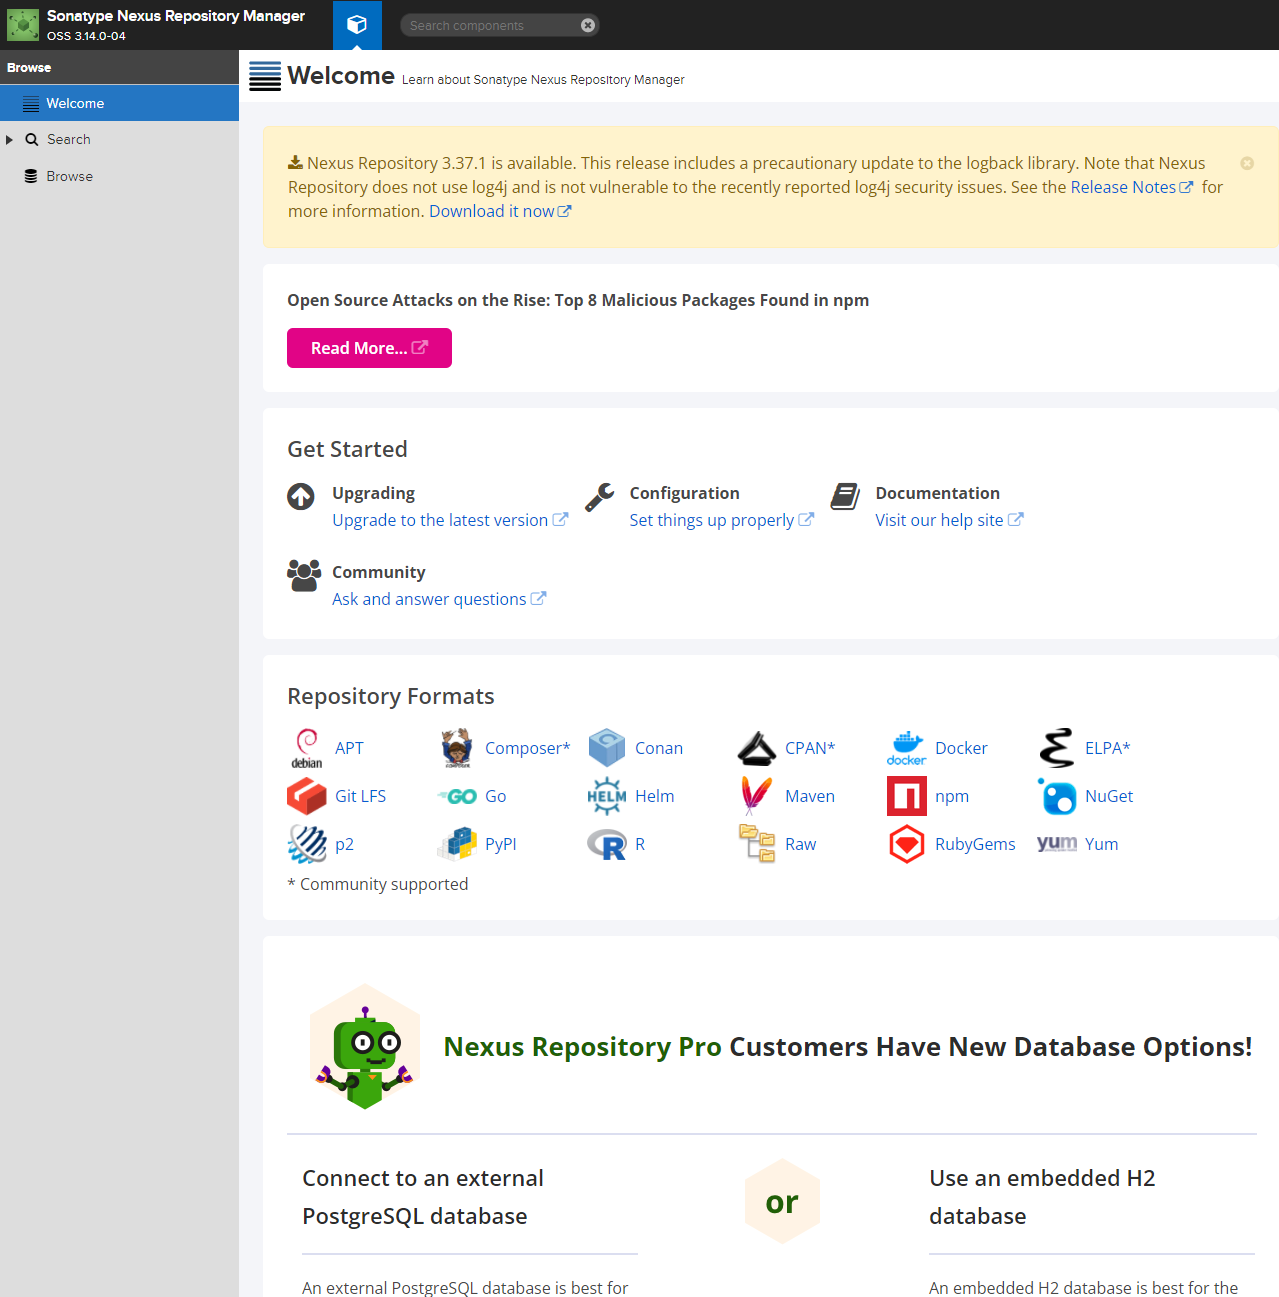 Sonatype Nexus Repository Manager
OSS 3.14.0-04
Search components
Browse
Welcome
Search
Browse
Welcome Learn about Sonatype Nexus Repository Manager
Nexus Repository 3.37.1 is available. This release includes a precautionary update to the logback library. Note that Nexus
Repository does not use log4j and is not vulnerable to the recently reported log4j security issues. See the Release Notes for
more information. Download it now
Open Source Attacks on the Rise: Top 8 Malicious Packages Found in npm
Read More...
Get Started
Upgrading
Upgrade to the latest version
Configuration
Set things up properly
Documentation
Visit our help site
Community
Ask and answer questions
Repository Formats
debian APT
COMPOSER Composer*
Conan
CPAN*
docker Docker
ELPA*
Git LFS
GO Go
HELM Helm
Maven
npm
NuGet
p2
PyPI
R R
Raw
RubyGems
yum Yum
* Community supported
Nexus Repository Pro Customers Have New Database Options!
Connect to an external
PostgreSQL database
or
Use an embedded H2
database
An external PostgreSQL database is best for
An embedded H2 database is best for the